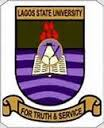 LAGOS STATE UNIVERSITY
FOR TRUTH & SERVICE